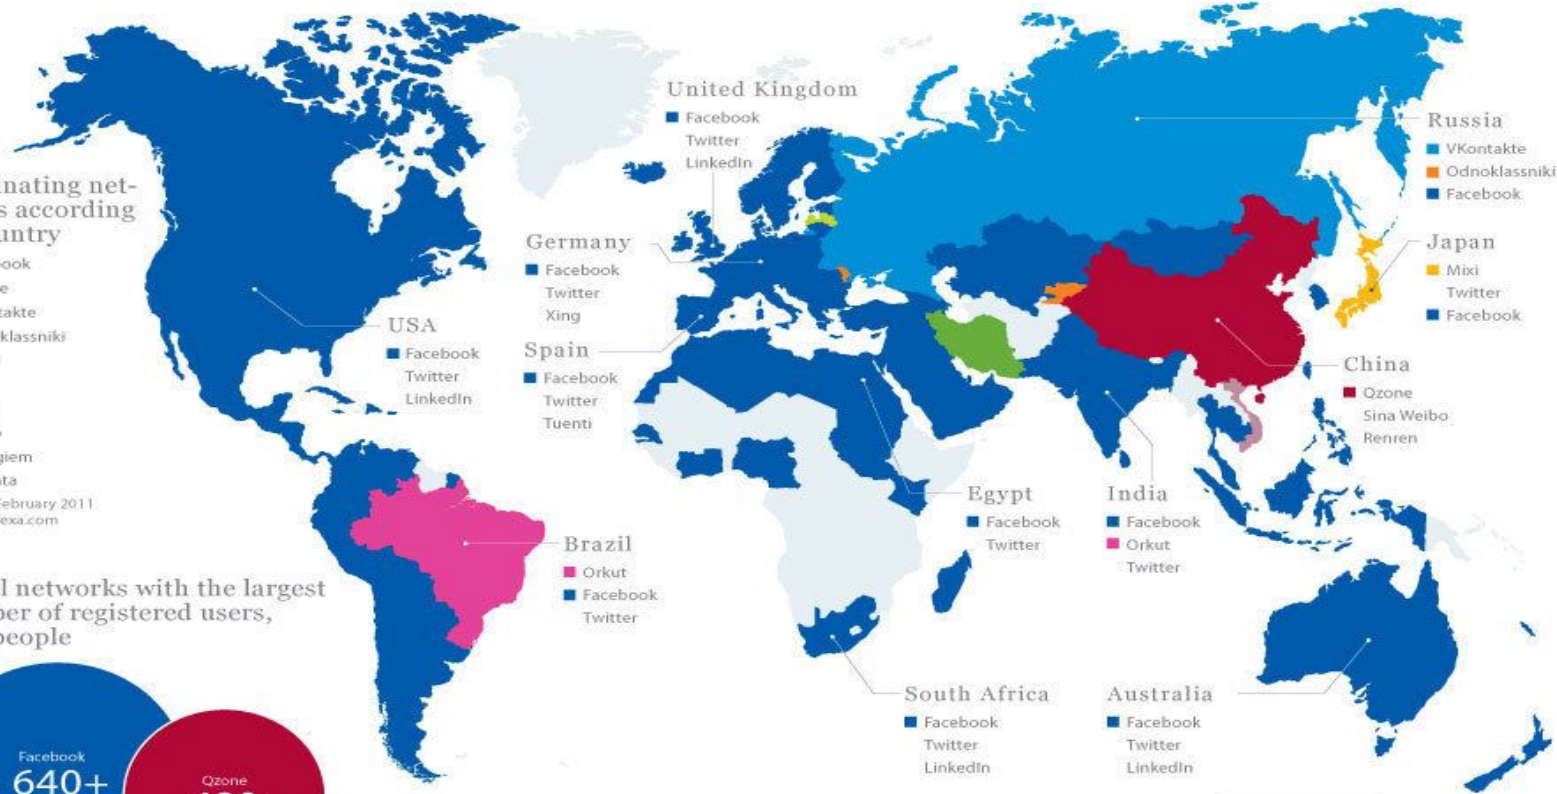 United Kingdom
Facebook
Twitter
LinkedIn
Russia
VKontakte
Odnoklassniki
Facebook
nating net-
s according
untry
ook
e
takte
klassniki
giem
ta
February 2011
exa.com
Germany
Facebook
Twitter
Xing
Japan
Mixi
Twitter
Facebook
USA
Facebook
Twitter
LinkedIn
Spain
Facebook
Twitter
Tuenti
China
Qzone
Sina Weibo
Renren
Egypt
Facebook
Twitter
India
Facebook
Orkut
Twitter
Brazil
Orkut
Facebook
Twitter
l networks with the largest
ber of registered users,
people
South Africa
Facebook
Twitter
LinkedIn
Australia
Facebook
Twitter
LinkedIn
Facebook
640+
Qzone